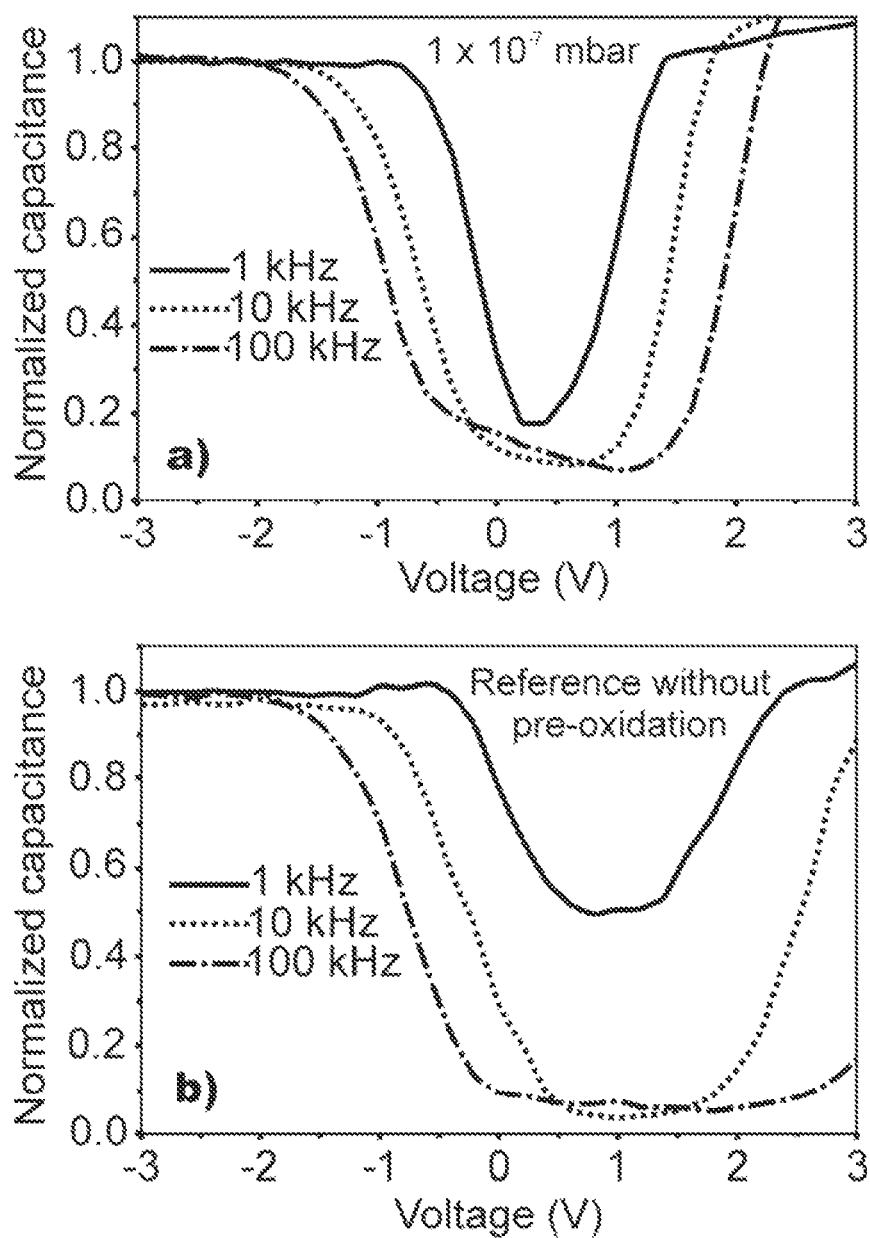 Normalized capacitance
1.0
0.8
0.6
0.4
0.2
0.0
1 x 10⁻⁷ mbar
1 kHz
10 kHz
100 kHz
a)
-3 -2 -1 0 1 2 3
Voltage (V)
Normalized capacitance
1.0
0.8
0.6
0.4
0.2
0.0
Reference without
pre-oxidation
1 kHz
10 kHz
100 kHz
b)
-3 -2 -1 0 1 2 3
Voltage (V)